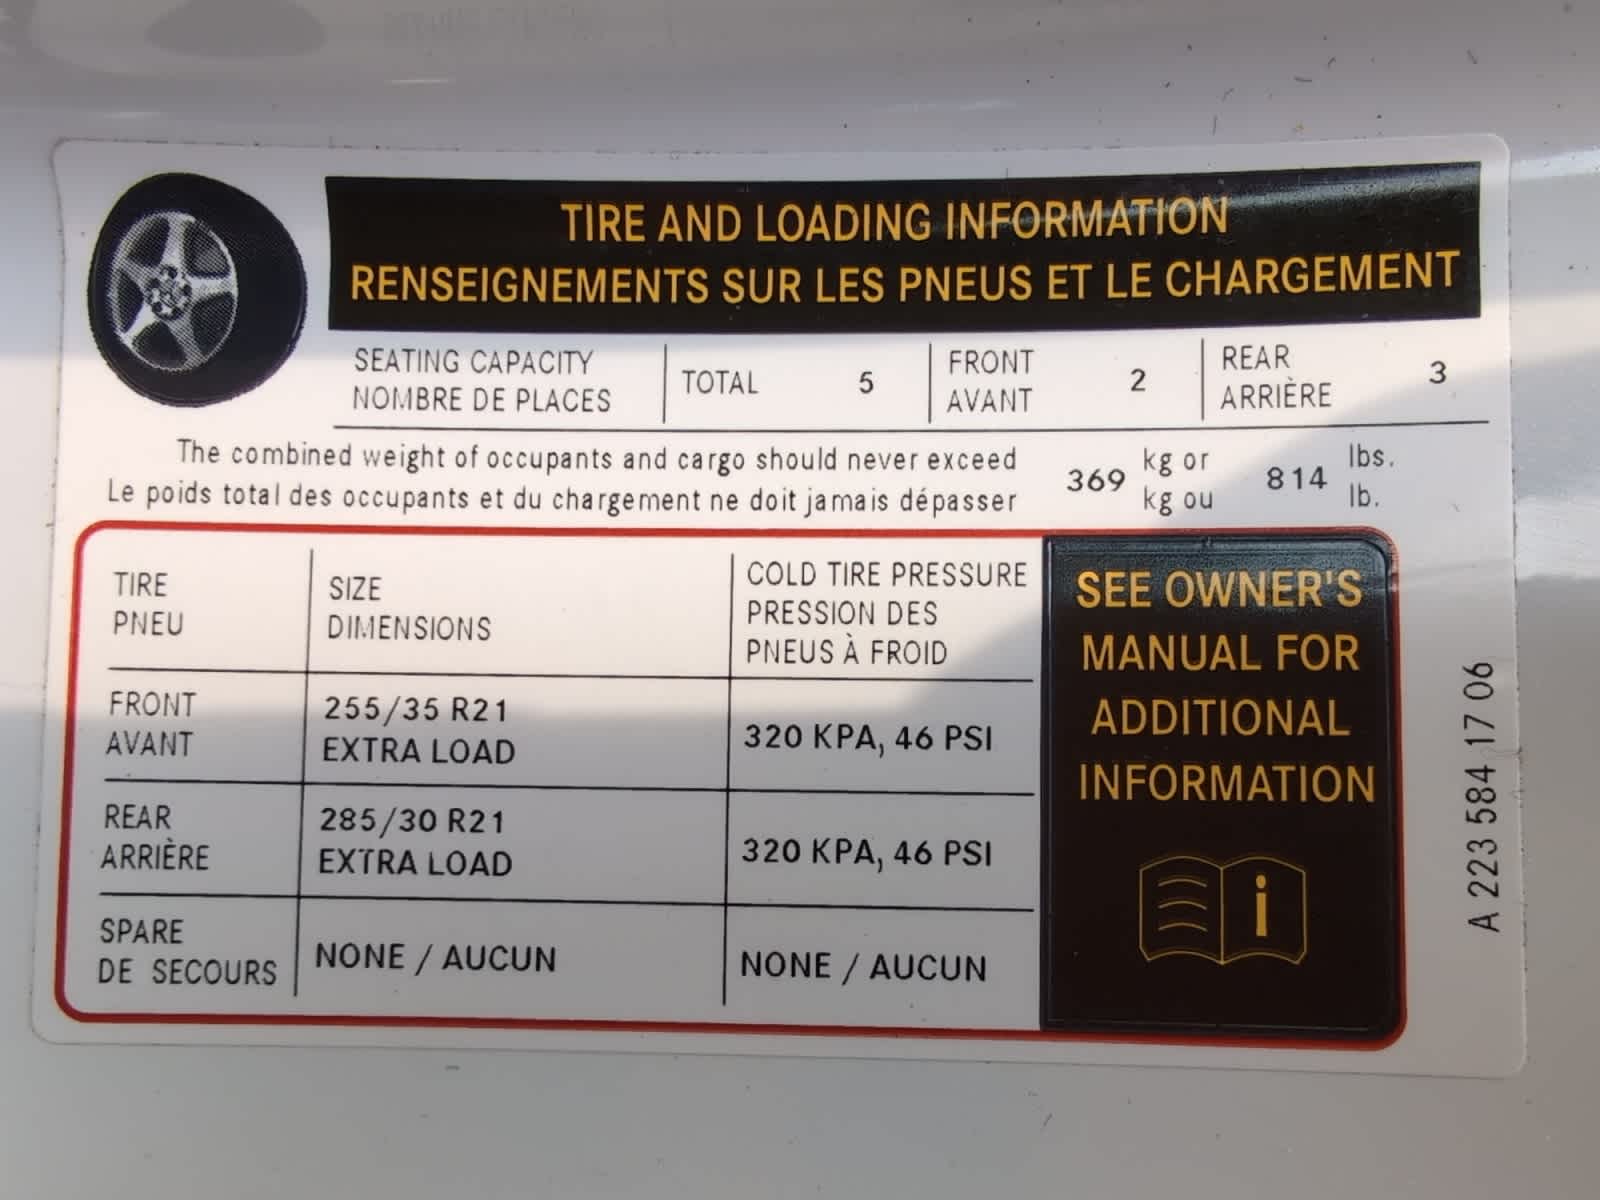 TIRE AND LOADING INFORMATION
RENSEIGNEMENTS SUR LES PNEUS ET LE CHARGEMENT
SEATING CAPACITY
NOMBRE DE PLACES
TOTAL 5
FRONT
AVANT
2
REAR
ARRIÈRE
3
The combined weight of occupants and cargo should never exceed
Le poids total des occupants et du chargement ne doit jamais dépasser
369
kg or
kg ou
814
lbs.
lb.
TIRE
PNEU
SIZE
DIMENSIONS
COLD TIRE PRESSURE
PRESSION DES
PNEUS À FROID
FRONT
AVANT
255/35 R21
EXTRA LOAD
320 KPA, 46 PSI
REAR
ARRIÈRE
285/30 R21
EXTRA LOAD
320 KPA, 46 PSI
SPARE
DE SECOURS
NONE / AUCUN
NONE / AUCUN
SEE OWNER'S
MANUAL FOR
ADDITIONAL
INFORMATION
i
A 223 584 17 06